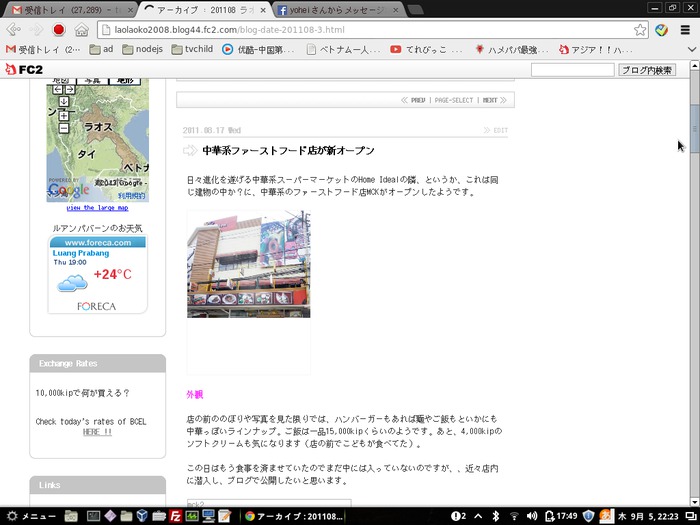 受信トレイ (27,289) - t
アーカイブ : 201108 ラオ
yohei さんからメッセージ
laolaoko2008.blog44.fc2.com/blog-date-201108-3.html
受信トレイ (2…
ad
nodejs
tvchild
优酷-中国第…
ベトナム一人…
てれびっこ
ハメパブ最強…
アジア！！ハ…
FC2
ブログ内検索
PREV | PAGE-SELECT | NEXT
地図
写真
地形
ラオス
タイ
ベトナ
POWERED BY
Google
利用規約
view the large map
2011.08.17 Wed
EDIT
中華系ファーストフード店が新オープン
日々進化を遂げる中華系スーパーマーケットのHome Idealの隣、というか、これは同
じ建物の中か？に、中華系のファーストフード店MCKがオープンしたようです。
ルアンパバーンのお天気
www.foreca.com
Luang Prabang
Thu 19:00
+24°C
FORECA
Exchange Rates
10,000kipで何が買える？
Check today's rates of BCEL
HERE !!
Links
外観
店の前ののぼりや写真を見た限りでは、ハンバーガーもあれば麺やご飯もといかにも
中華っぽいラインナップ。ご飯は一品15,000kipくらいのようです。あと、4,000kipの
ソフトクリームも気になります（店の前でこどもが食べてた）。
この日はもう食事を済ませていたのでまだ中には入っていないのですが、、近々店内
に潜入し、ブログで公開したいと思います。
mck2
メニュー
アーカイブ : 201108…
2
17:49
木 9月 5, 22:23